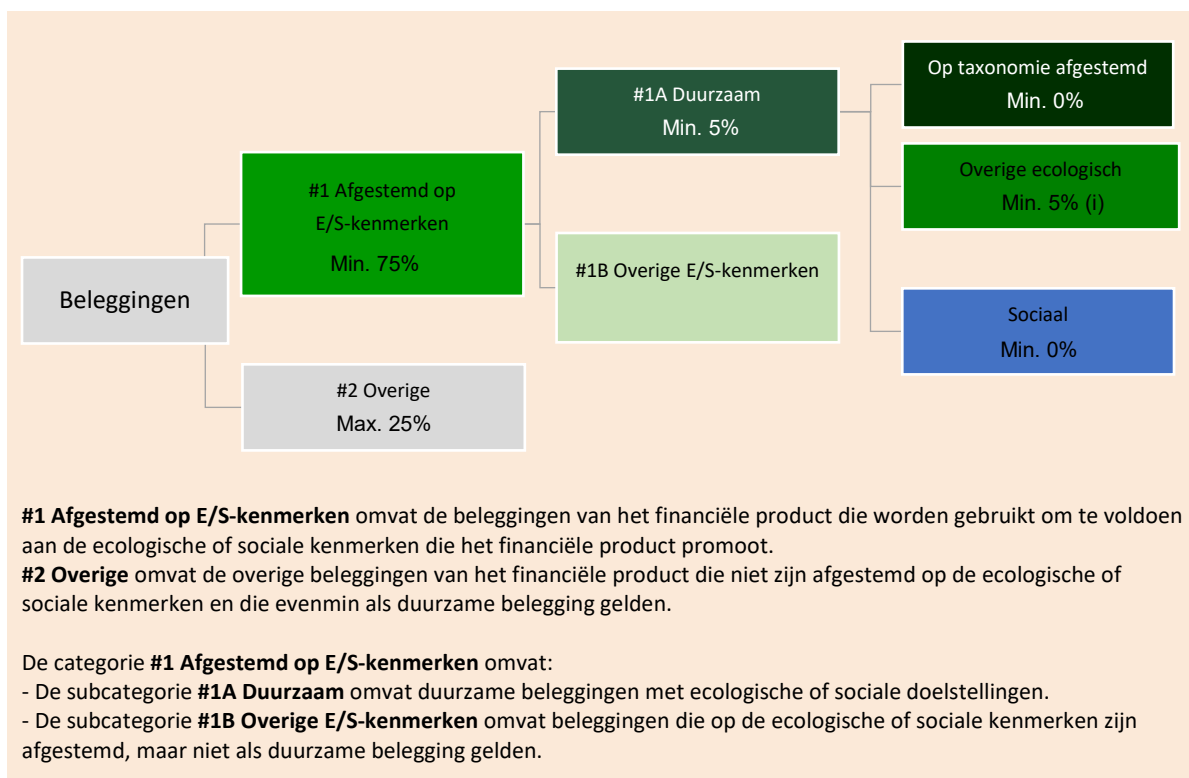 Beleggingen
#1 Afgestemd op
E/S-kenmerken
Min. 75%
#2 Overige
Max. 25%
#1A Duurzaam
Min. 5%
#1B Overige E/S-kenmerken
Op taxonomie afgestemd
Min. 0%
Overige ecologisch
Min. 5% (i)
Sociaal
Min. 0%
#1 Afgestemd op E/S-kenmerken omvat de beleggingen van het financiële product die worden gebruikt om te voldoen
aan de ecologische of sociale kenmerken die het financiële product promoot.
#2 Overige omvat de overige beleggingen van het financiële product die niet zijn afgestemd op de ecologische of
sociale kenmerken en die evenmin als duurzame belegging gelden.
De categorie #1 Afgestemd op E/S-kenmerken omvat:
- De subcategorie #1A Duurzaam omvat duurzame beleggingen met ecologische of sociale doelstellingen.
- De subcategorie #1B Overige E/S-kenmerken omvat beleggingen die op de ecologische of sociale kenmerken zijn
afgestemd, maar niet als duurzame belegging gelden.